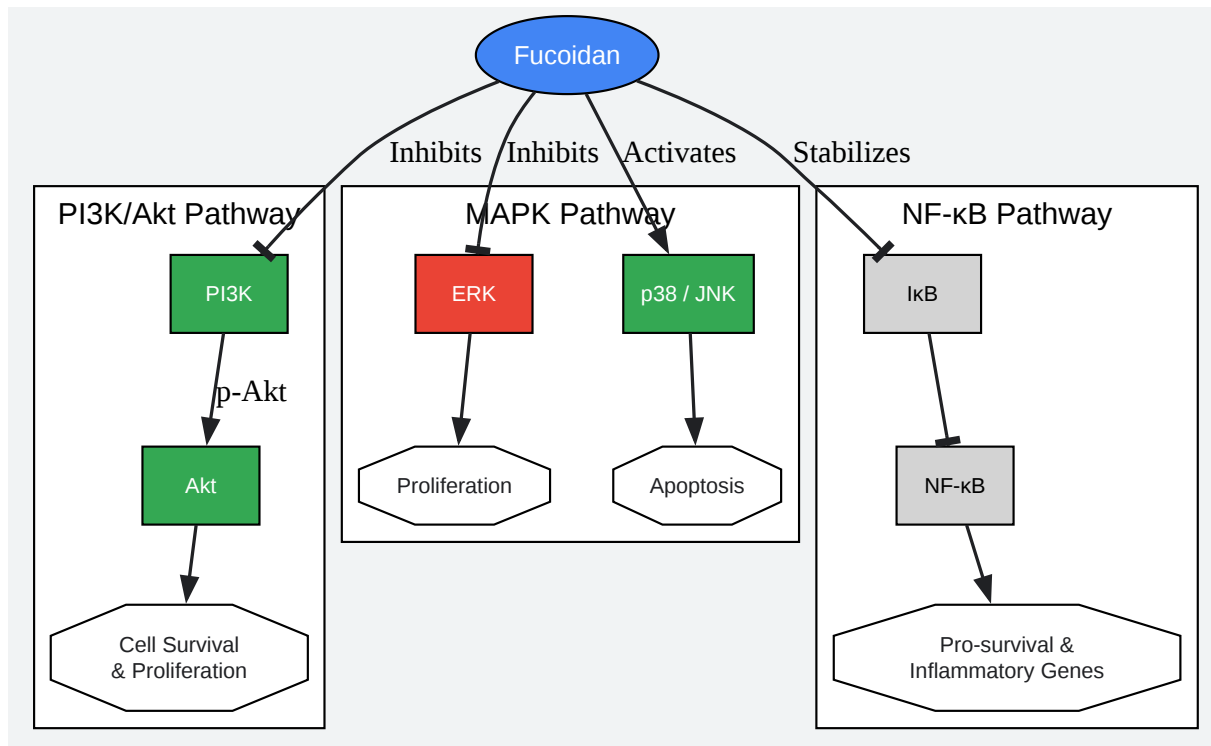 Fucoidan
Inhibits
Inhibits
Activates
Stabilizes
PI3K/Akt Pathway
MAPK Pathway
NF-κB Pathway
PI3K
ERK
p38 / JNK
IκB
p-Akt
Akt
Proliferation
Apoptosis
NF-κB
Cell Survival
& Proliferation
Pro-survival &
Inflammatory Genes